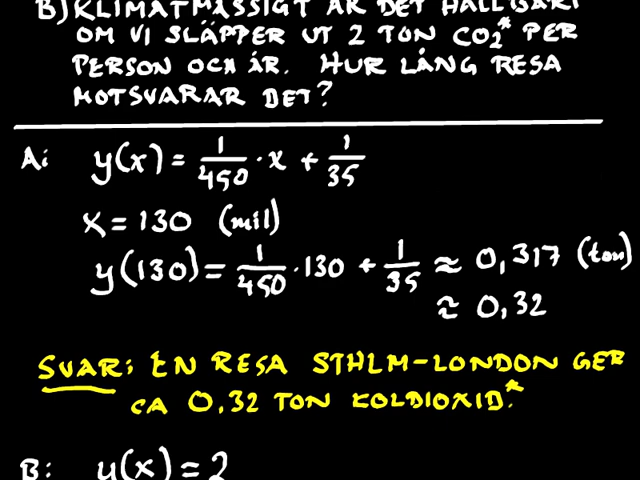 B) KLIMATMÄSSIGT ÄR DET HÅLLBART
OM VI SLÄPPER UT 2 TON CO₂* PER
PERSON OCH ÅR. HUR LÅNG RESA
MOTSVARAR DET?
A: y(x) = 1/450 · x + 1/35
x = 130 (mil)
y(130) = 1/450 · 130 + 1/35 ≈ 0,317 (ton)
≈ 0,32
SVAR: EN RESA STHLM-LONDON GER
CA 0,32 TON KOLDIOXID.*
B: y(x) = 2